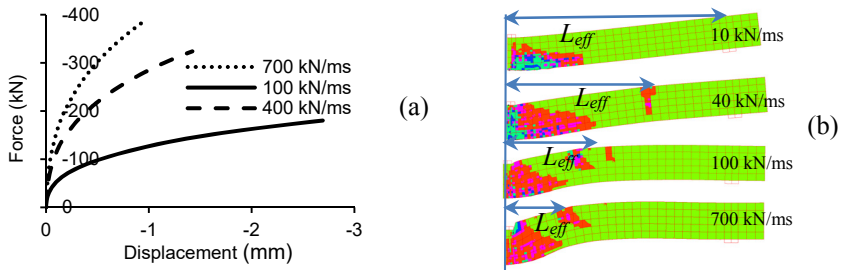 -400
-300
-200
-100
0
Force (kN)
0
-1
-2
-3
Displacement (mm)
700 kN/ms
100 kN/ms
400 kN/ms
(a)
Leff
10 kN/ms
Leff
40 kN/ms
Leff
100 kN/ms
Leff
700 kN/ms
(b)